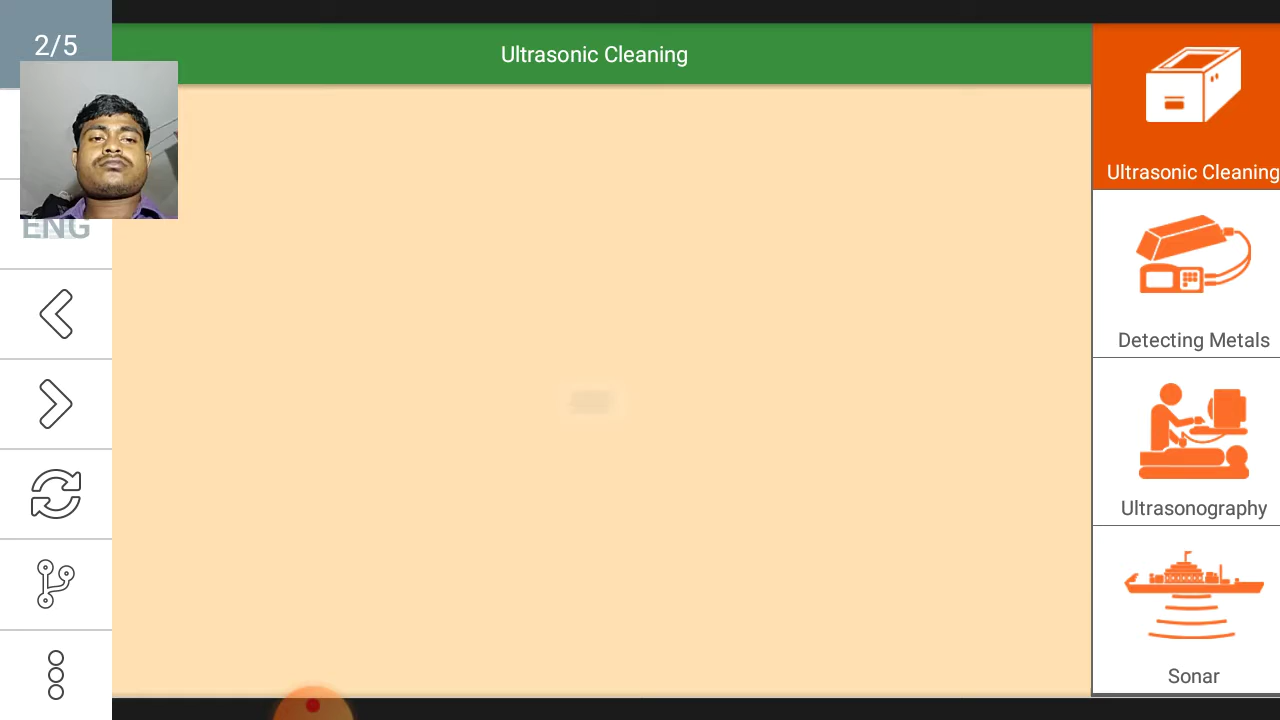 2/5
Ultrasonic Cleaning
ENG
Ultrasonic Cleaning
Detecting Metals
Ultrasonography
Sonar